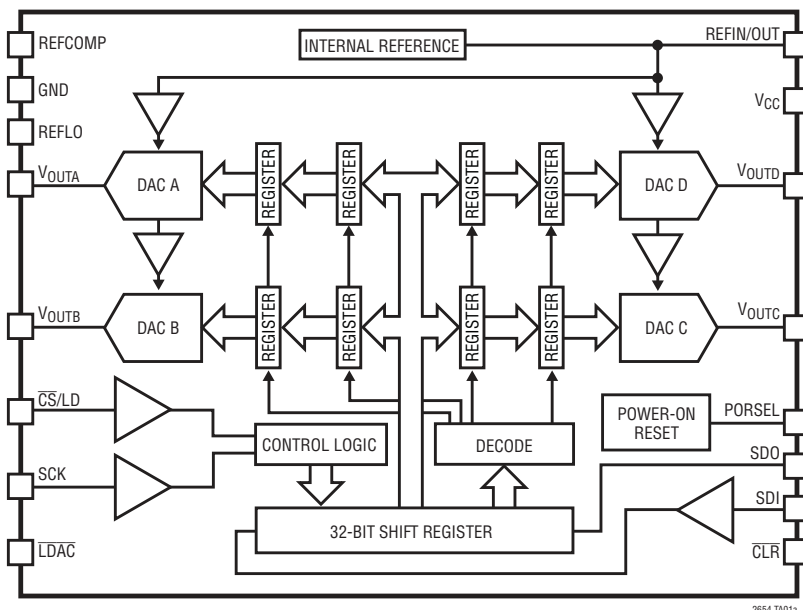 REFCOMP
INTERNAL REFERENCE
REFIN/OUT
GND
VCC
REFLO
VOUTA
DAC A
REGISTER
REGISTER
REGISTER
REGISTER
DAC D
VOUTD
VOUTB
DAC B
REGISTER
REGISTER
REGISTER
REGISTER
DAC C
VOUTC
CS/LD
CONTROL LOGIC
DECODE
POWER-ON
RESET
PORSEL
SCK
SDO
32-BIT SHIFT REGISTER
SDI
LDAC
CLR
2654 TA01a